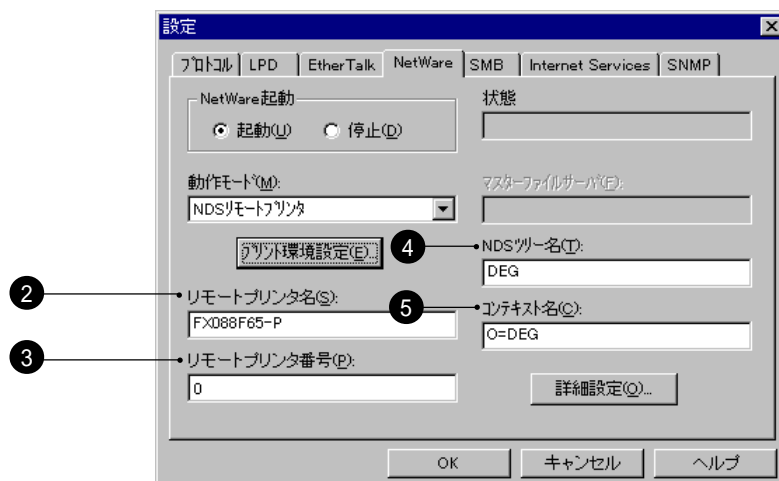 設定
プロトコル LPD EtherTalk NetWare SMB Internet Services SNMP
NetWare起動
起動(U) 停止(D)
状態
動作モード(M):
NDSリモートプリンタ
マスターファイルサーバ(F):
プリント環境設定(E)...
4
NDSツリー名(T):
DEG
2
リモートプリンタ名(S):
FX088F65-P
5
コンテキスト名(C):
O=DEG
3
リモートプリンタ番号(P):
0
詳細設定(O)...
OK キャンセル ヘルプ